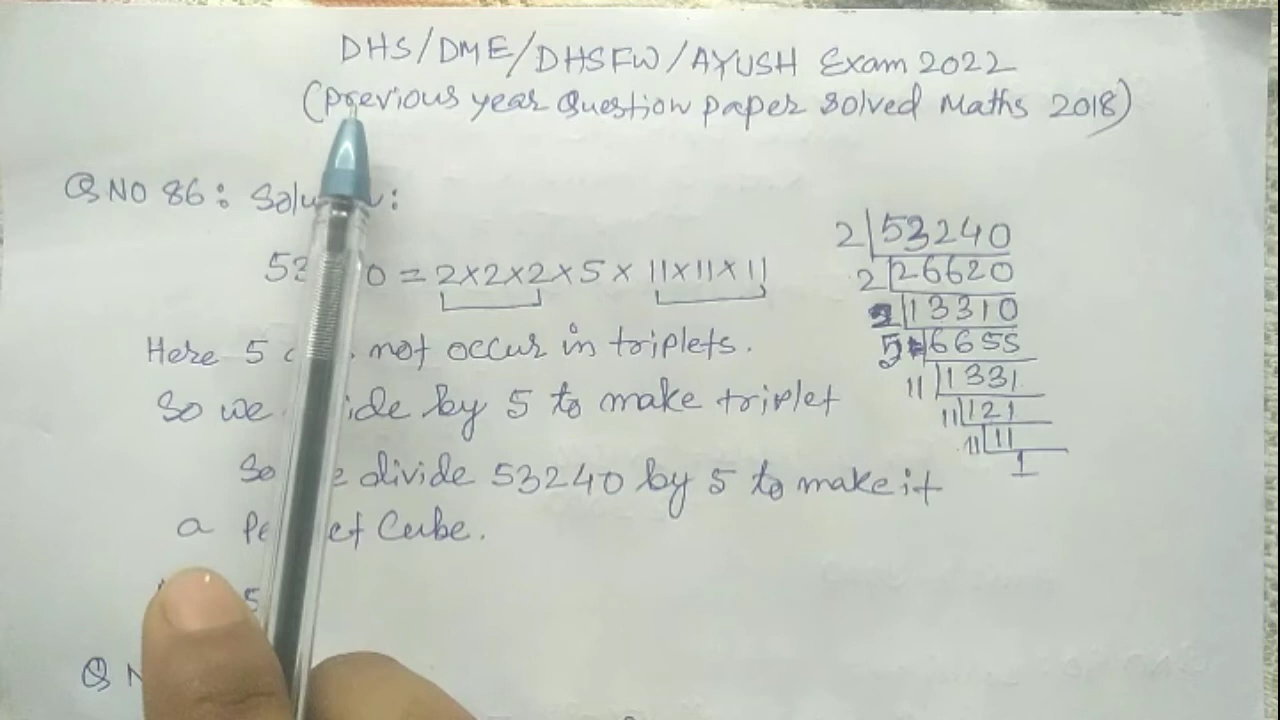 DHS/DME/DHSFW/AYUSH Exam 2022
(Previous year Question paper solved Maths 2018)
Q NO 86: Solu :
53 0 = 2×2×2×5×11×11×11
Here 5 not occur in triplets.
So we ide by 5 to make triplet
So divide 53240 by 5 to make it
a Pe ct Cube.
5
Q N
2|53240
2|26620
2|13310
5|6655
11|1331
11|121
11|11
1